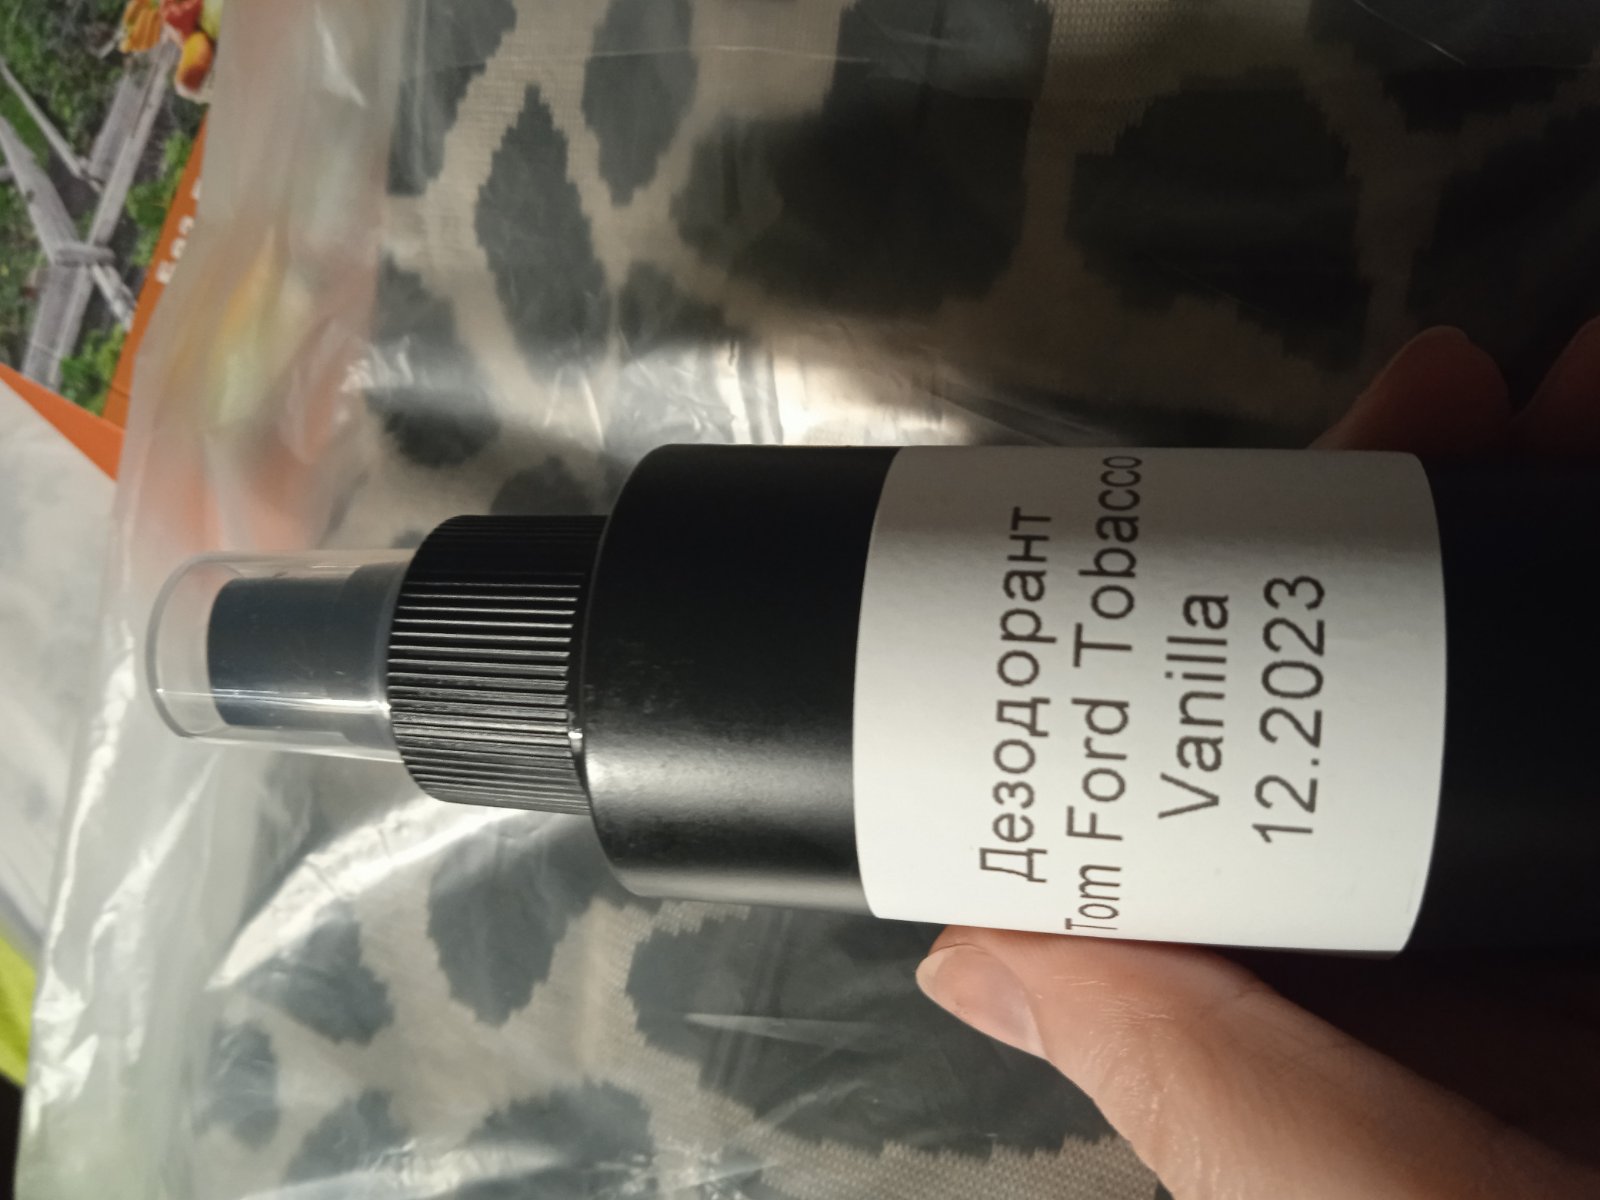 Дезодорант
Tom Ford Tobacco
Vanilla
12.2023